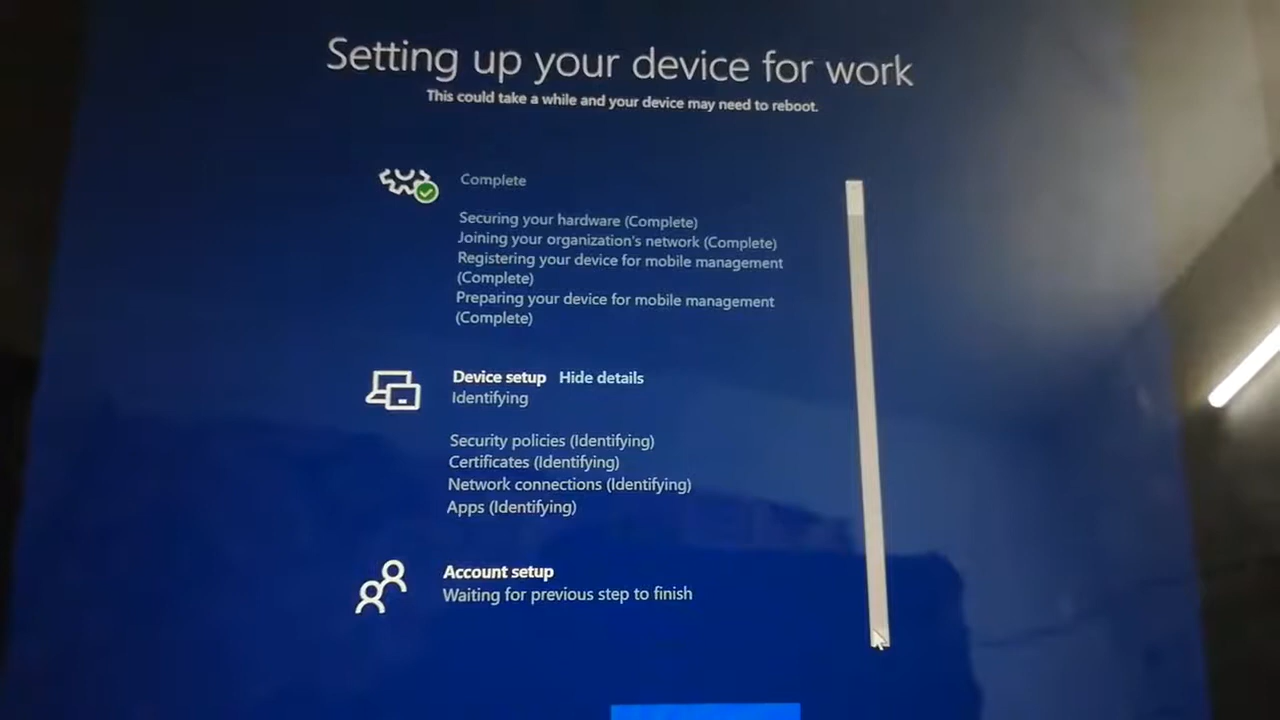 Setting up your device for work
This could take a while and your device may need to reboot.
Complete
Securing your hardware (Complete)
Joining your organization's network (Complete)
Registering your device for mobile management
(Complete)
Preparing your device for mobile management
(Complete)
Device setup Hide details
Identifying
Security policies (Identifying)
Certificates (Identifying)
Network connections (Identifying)
Apps (Identifying)
Account setup
Waiting for previous step to finish